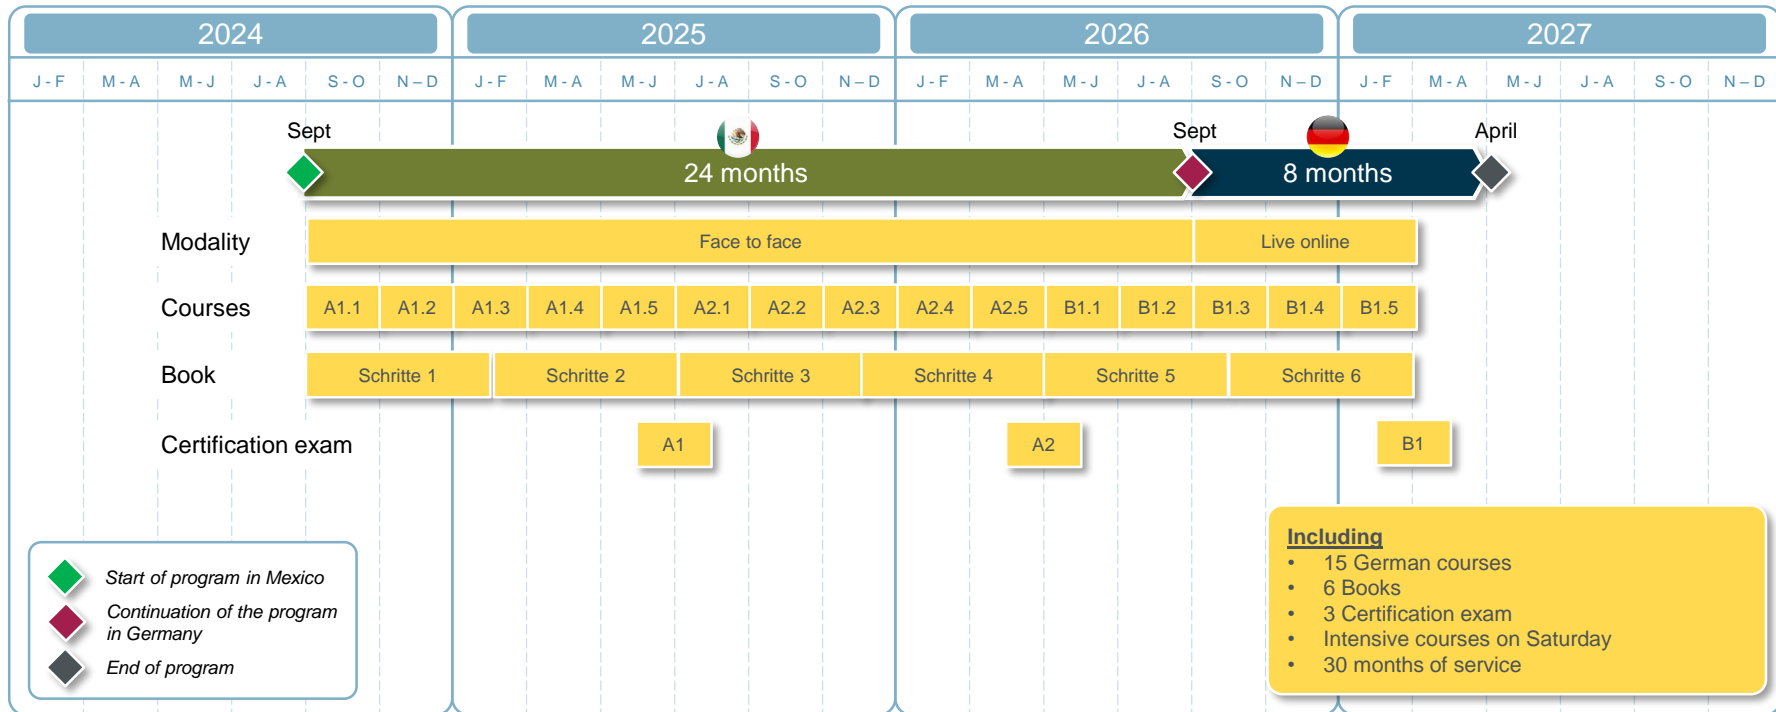 2024 2025 2026 2027
J - F M - A M - J J - A S - O N – D J - F M - A M - J J - A S - O N – D J - F M - A M - J J - A S - O N – D J - F M - A M - J J - A S - O N – D
Sept Sept April
24 months 8 months
Modality Face to face Live online
Courses A1.1 A1.2 A1.3 A1.4 A1.5 A2.1 A2.2 A2.3 A2.4 A2.5 B1.1 B1.2 B1.3 B1.4 B1.5
Book Schritte 1 Schritte 2 Schritte 3 Schritte 4 Schritte 5 Schritte 6
Certification exam A1 A2 B1
Start of program in Mexico
Continuation of the program
in Germany
End of program
Including
• 15 German courses
• 6 Books
• 3 Certification exam
• Intensive courses on Saturday
• 30 months of service